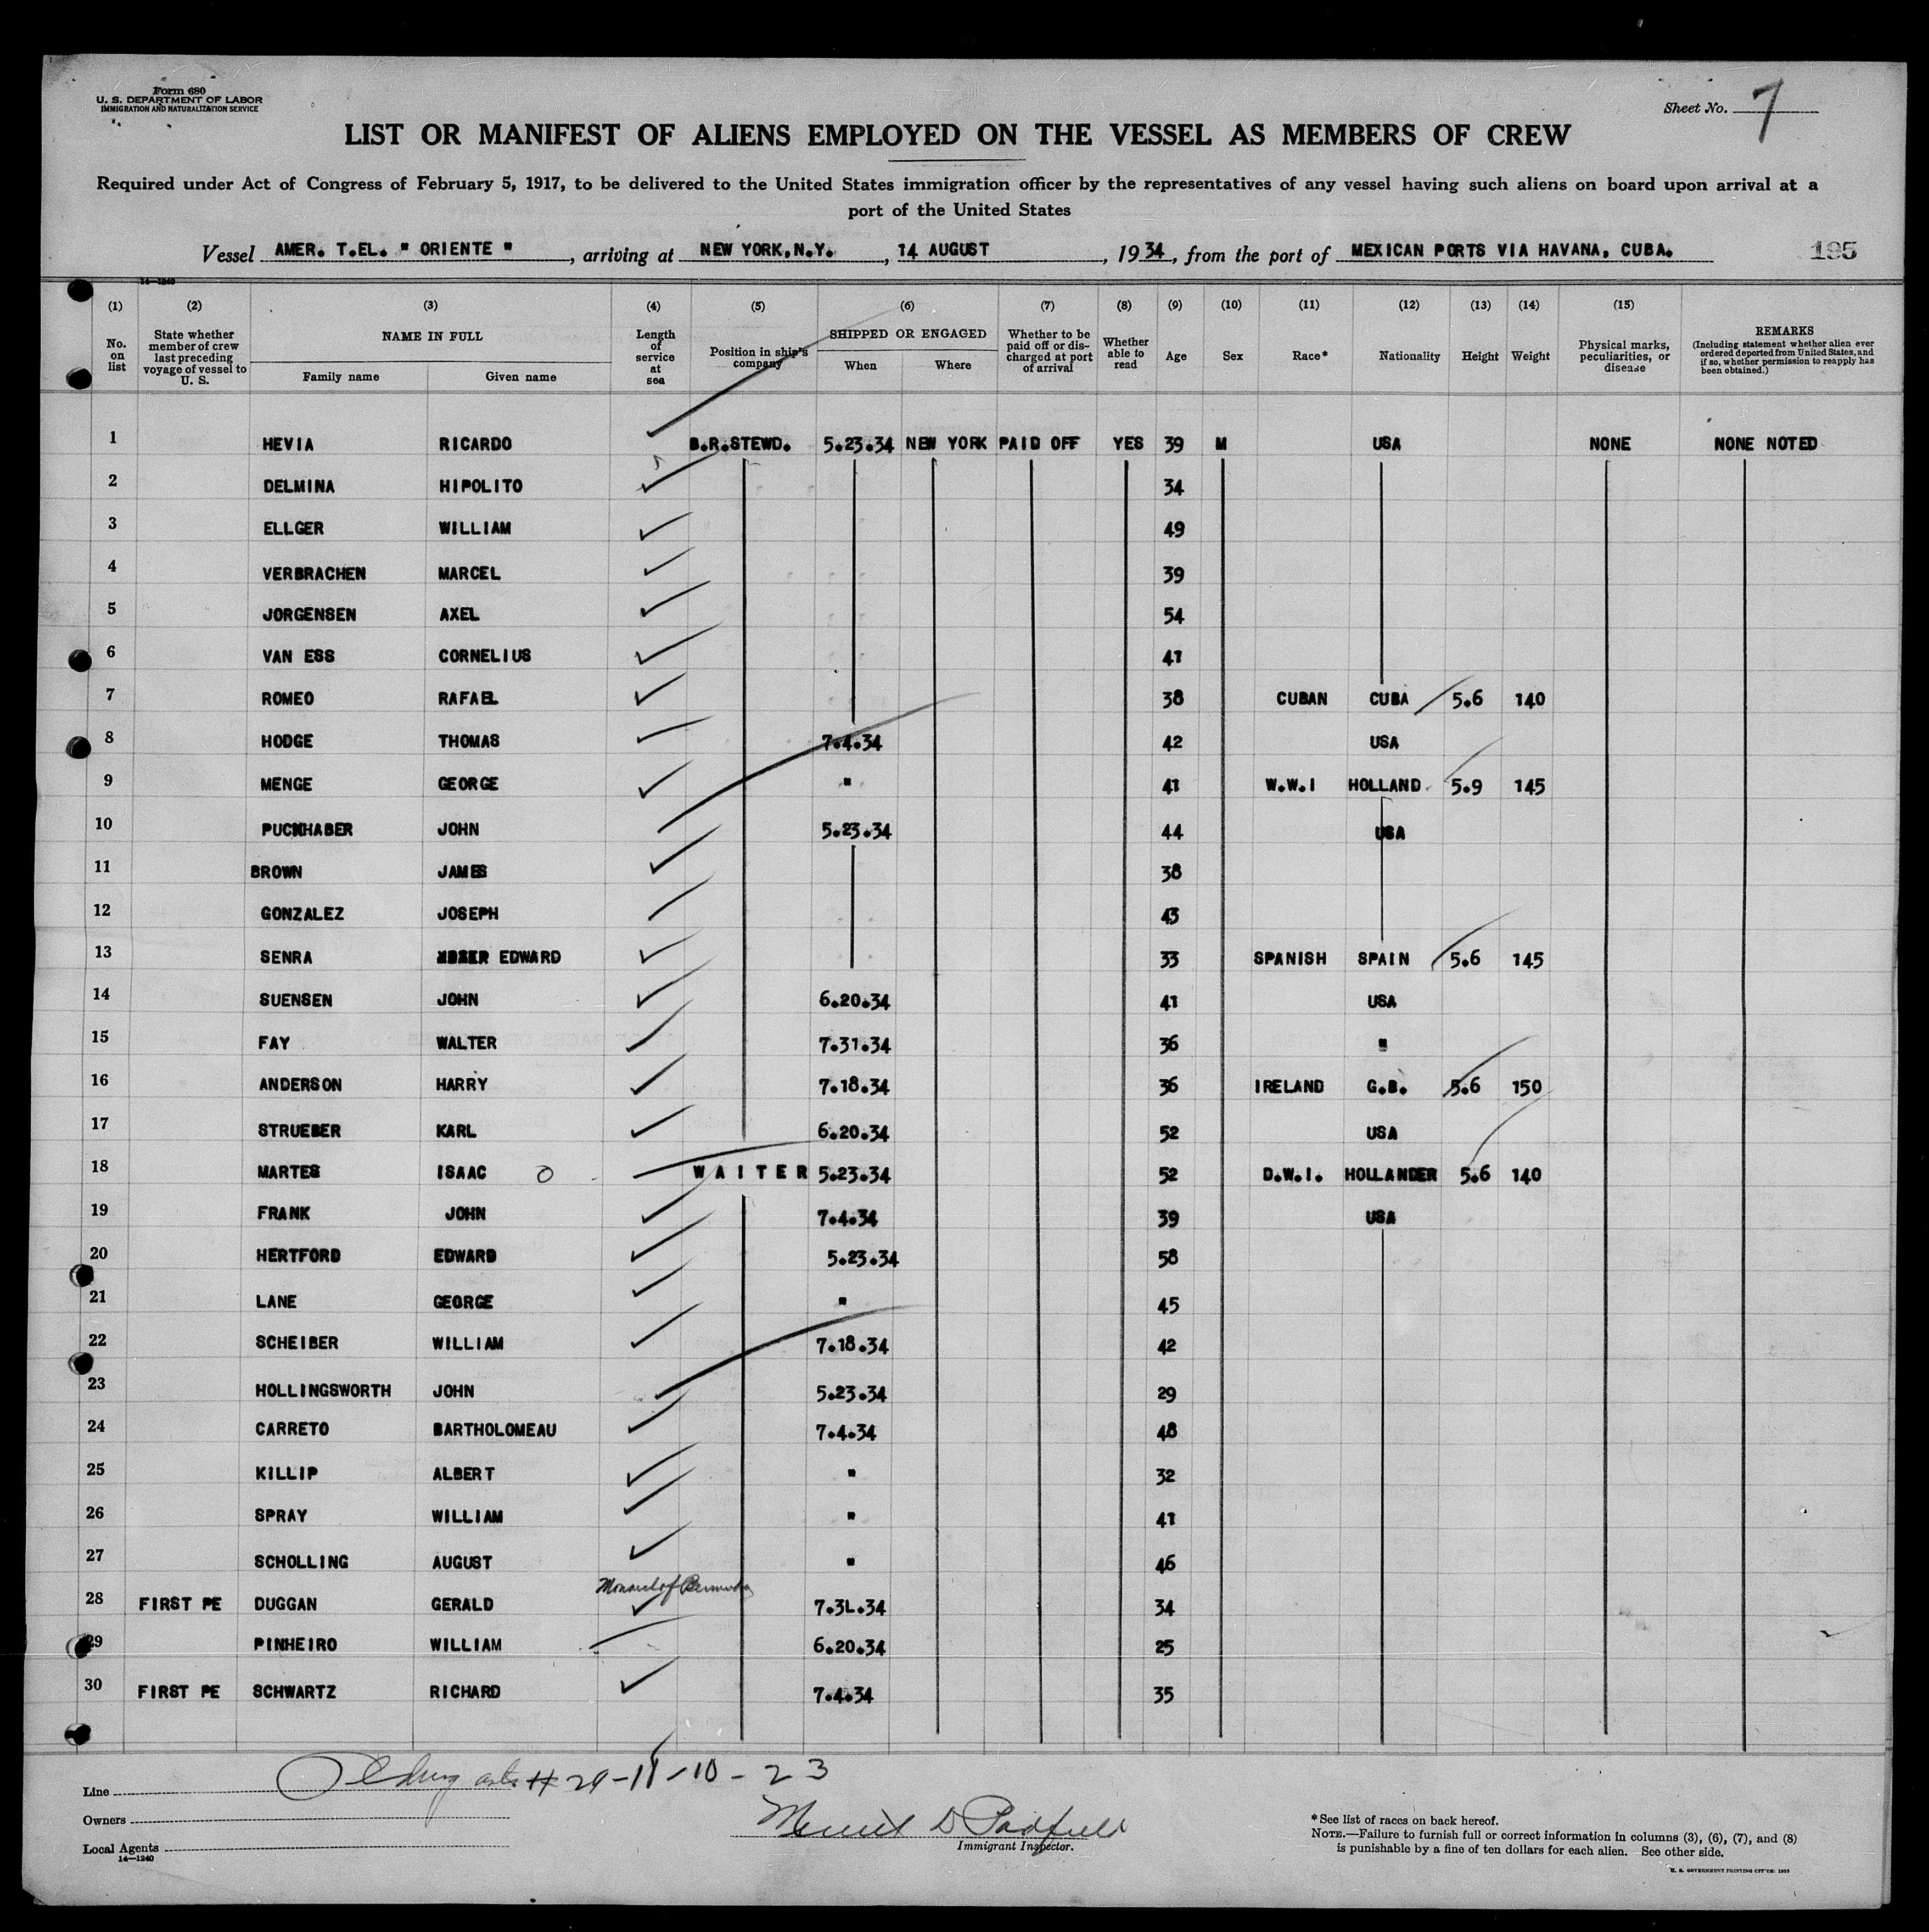 Form 680
U. S. DEPARTMENT OF LABOR
IMMIGRATION AND NATURALIZATION SERVICE
Sheet No. 7
LIST OR MANIFEST OF ALIENS EMPLOYED ON THE VESSEL AS MEMBERS OF CREW
Required under Act of Congress of February 5, 1917, to be delivered to the United States immigration officer by the representatives of any vessel having such aliens on board upon arrival at a
port of the United States
Vessel AMER. T.EL. " ORIENTE ", arriving at NEW YORK,N.Y., 14 AUGUST, 1934, from the port of MEXICAN PORTS VIA HAVANA, CUBA. 195
14—1240
(1) (2) (3) (4) (5) (6) (7) (8) (9) (10) (11) (12) (13) (14) (15)
No. on list State whether member of crew last preceding voyage of vessel to U. S. NAME IN FULL Family name Given name Length of service at sea Position in ship's company SHIPPED OR ENGAGED When Where Whether to be paid off or discharged at port of arrival Whether able to read Age Sex Race* Nationality Height Weight Physical marks, peculiarities, or disease REMARKS (Including statement whether alien ever ordered deported from United States, and if so, whether permission to reapply has been obtained.)
1 HEVIA RICARDO B.R.STEWD. 5.23.34 NEW YORK PAID OFF YES 39 M USA NONE NONE NOTED
2 DELMINA HIPOLITO 34
3 ELLGER WILLIAM 49
4 VERBRACHEN MARCEL 39
5 JORGENSEN AXEL 54
6 VAN ESS CORNELIUS 41
7 ROMEO RAFAEL 38 CUBAN CUBA 5.6 140
8 HODGE THOMAS 7.4.34 42 USA
9 MENGE GEORGE " 41 W.W.I HOLLAND 5.9 145
10 PUCKHABER JOHN 5.23.34 44 USA
11 BROWN JAMES 38
12 GONZALEZ JOSEPH 43
13 SENRA EDWARD 33 SPANISH SPAIN 5.6 145
14 SUENSEN JOHN 6.20.34 41 USA
15 FAY WALTER 7.31.34 36 "
16 ANDERSON HARRY 7.18.34 36 IRELAND G.B. 5.6 150
17 STRUEBER KARL 6.20.34 52 USA
18 MARTES ISAAC O WAITER 5.23.34 52 D.W.I. HOLLANDER 5.6 140
19 FRANK JOHN 7.4.34 39 USA
20 HERTFORD EDWARD 5.23.34 58
21 LANE GEORGE " 45
22 SCHEIBER WILLIAM 7.18.34 42
23 HOLLINGSWORTH JOHN 5.23.34 29
24 CARRETO BARTHOLOMEAU 7.4.34 48
25 KILLIP ALBERT " 32
26 SPRAY WILLIAM " 41
27 SCHOLLING AUGUST " 46
Monarch of Bermuda
28 FIRST PE DUGGAN GERALD 7.3L.34 34
29 PINHEIRO WILLIAM 6.20.34 25
30 FIRST PE SCHWARTZ RICHARD 7.4.34 35
Line # 29-18-10-23
Owners
Local Agents
14—1240
Merril D Padfield
Immigrant Inspector.
*See list of races on back hereof.
NOTE.—Failure to furnish full or correct information in columns (3), (6), (7), and (8)
is punishable by a fine of ten dollars for each alien. See other side.
U. S. GOVERNMENT PRINTING OFFICE: 1933